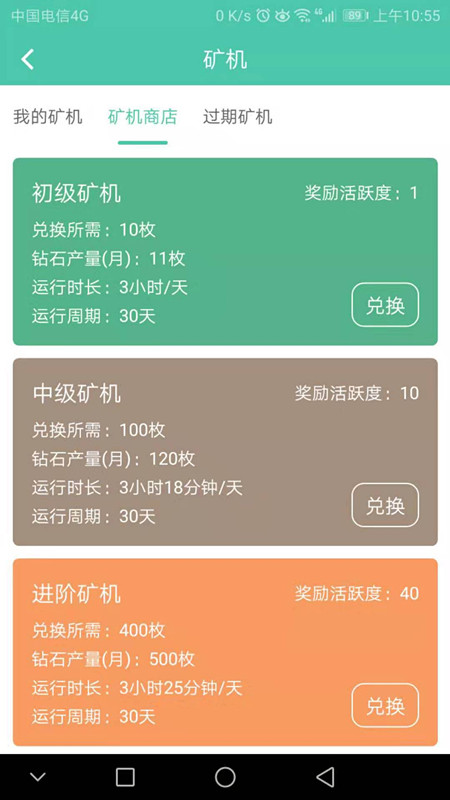 中国电信4G 0 K/s 4G 89 上午10:55
矿机
我的矿机 矿机商店 过期矿机
初级矿机 奖励活跃度：1
兑换所需：10枚
钻石产量(月)：11枚
运行时长：3小时/天
运行周期：30天
兑换
中级矿机 奖励活跃度：10
兑换所需：100枚
钻石产量(月)：120枚
运行时长：3小时18分钟/天
运行周期：30天
兑换
进阶矿机 奖励活跃度：40
兑换所需：400枚
钻石产量(月)：500枚
运行时长：3小时25分钟/天
运行周期：30天
兑换